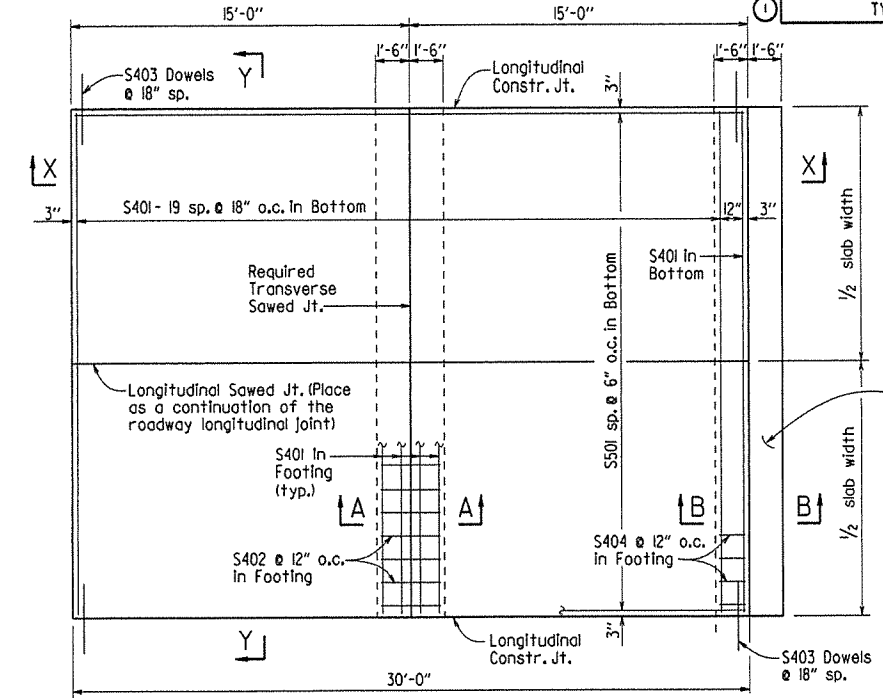 15'-0"
15'-0"
1
TY
1'-6"
1'-6"
1'-6"
1'-6"
S403 Dowels
@ 18" sp.
Y
Longitudinal
Constr. Jt.
3"
X
X
S401- 19 sp. @ 18" o.c. in Bottom
3"
12"
3"
S401 in
Bottom
Required
Transverse
Sawed Jt.
1/2 slab width
S501 sp. @ 6" o.c. in Bottom
Longitudinal Sawed Jt. (Place
as a continuation of the
roadway longitudinal joint)
S401 in
Footing
(typ.)
A
A
B
B
1/2 slab width
S402 @ 12" o.c.
in Footing
S404 @ 12" o.c.
in Footing
Y
Longitudinal
Constr. Jt.
3"
S403 Dowels
@ 18" sp.
30'-0"